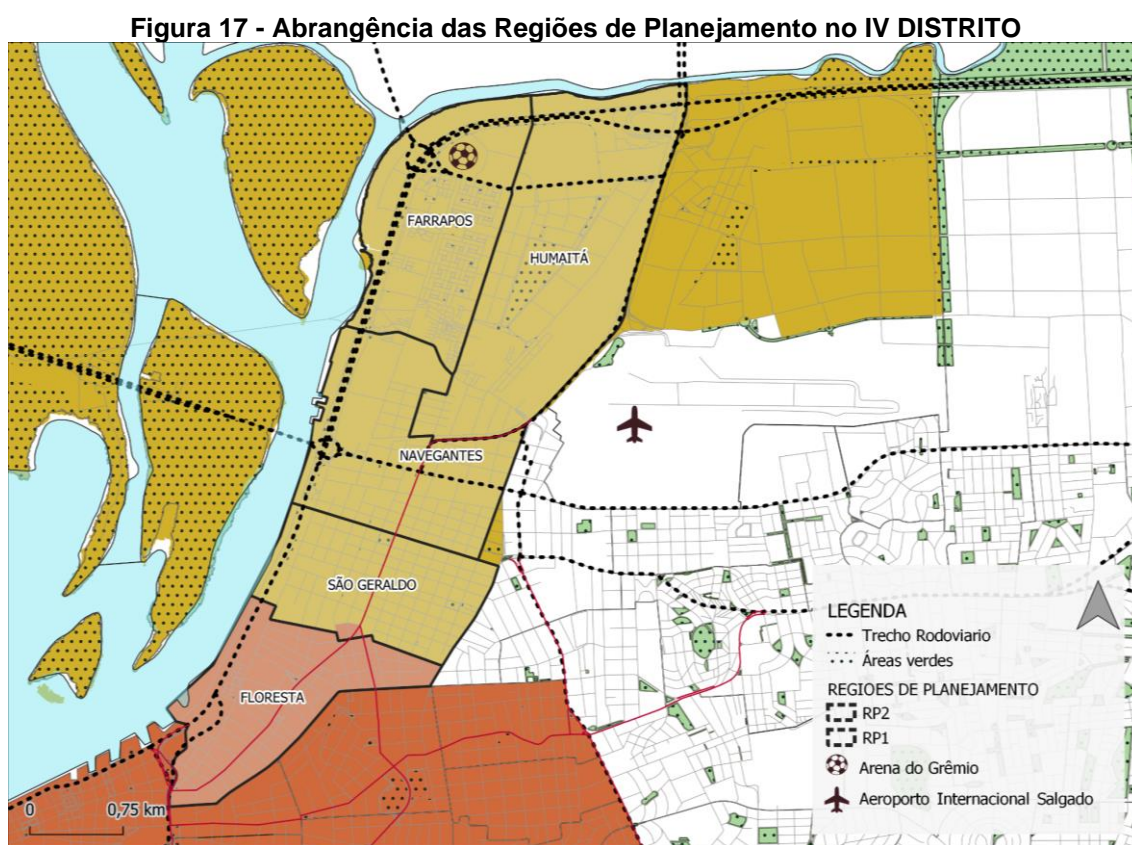 Figura 17 - Abrangência das Regiões de Planejamento no IV DISTRITO
FARRAPOS
HUMAITÁ
NAVEGANTES
SÃO GERALDO
FLORESTA
0 0,75 km
LEGENDA
Trecho Rodoviario
Áreas verdes
REGIOES DE PLANEJAMENTO
RP2
RP1
Arena do Grêmio
Aeroporto Internacional Salgado